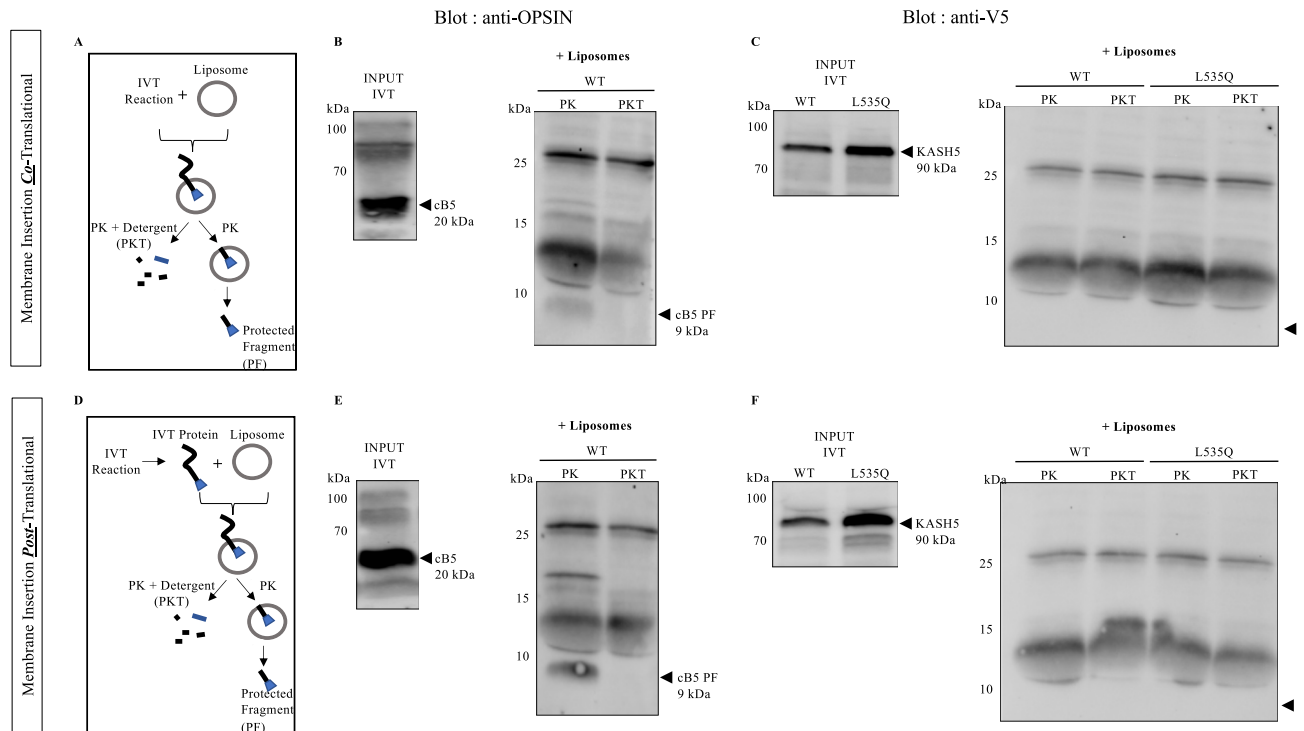 Blot : anti-OPSIN
Blot : anti-V5
Membrane Insertion Co-Translational
A
IVT
Reaction
+
Liposome
PK + Detergent
(PKT)
PK
Protected
Fragment
(PF)
B
INPUT
IVT
kDa
100
70
cB5
20 kDa
+ Liposomes
WT
kDa
PK
PKT
25
15
10
cB5 PF
9 kDa
C
INPUT
IVT
kDa
WT
L535Q
100
70
KASH5
90 kDa
+ Liposomes
WT
L535Q
kDa
PK
PKT
PK
PKT
25
15
10
Membrane Insertion Post-Translational
D
IVT Protein
Liposome
IVT
Reaction
+
PK + Detergent
(PKT)
PK
Protected
Fragment
(PF)
E
INPUT
IVT
kDa
100
70
cB5
20 kDa
+ Liposomes
WT
kDa
PK
PKT
25
15
10
cB5 PF
9 kDa
F
INPUT
IVT
kDa
WT
L535Q
100
70
KASH5
90 kDa
+ Liposomes
WT
L535Q
kDa
PK
PKT
PK
PKT
25
15
10